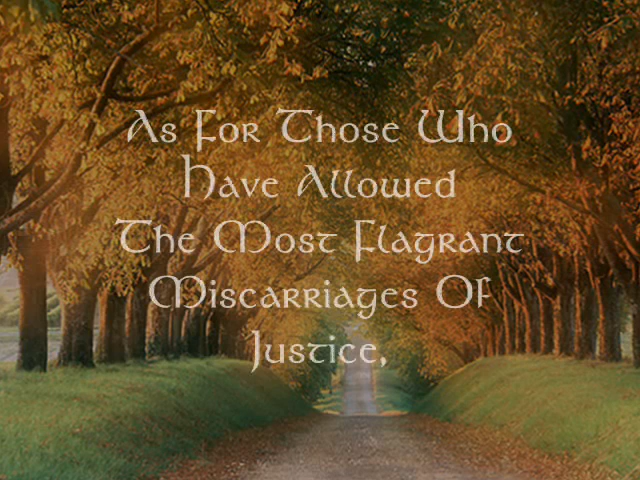 As For Those Who
Have Allowed
The Most Flagrant
Miscarriages Of
Justice,